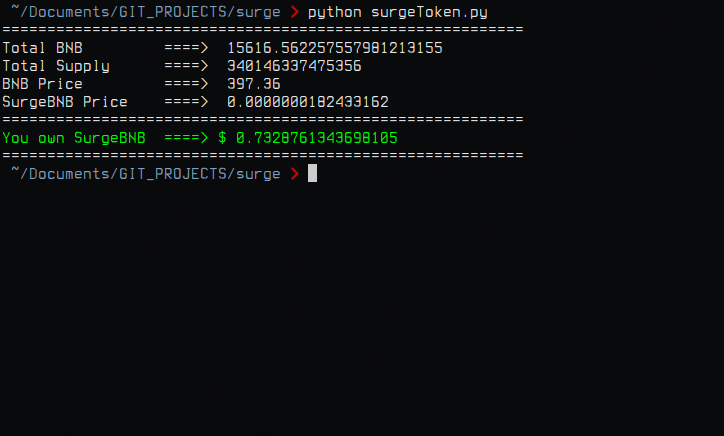 ~/Documents/GIT_PROJECTS/surge > python surgeToken.py
==========================================================
Total BNB      ====>  15616.562257557981213155
Total Supply   ====>  340146337475356
BNB Price      ====>  397.36
SurgeBNB Price    ====>  0.0000000182433162
==========================================================
You own SurgeBNB  ====> $ 0.7328761343698105
==========================================================
~/Documents/GIT_PROJECTS/surge >